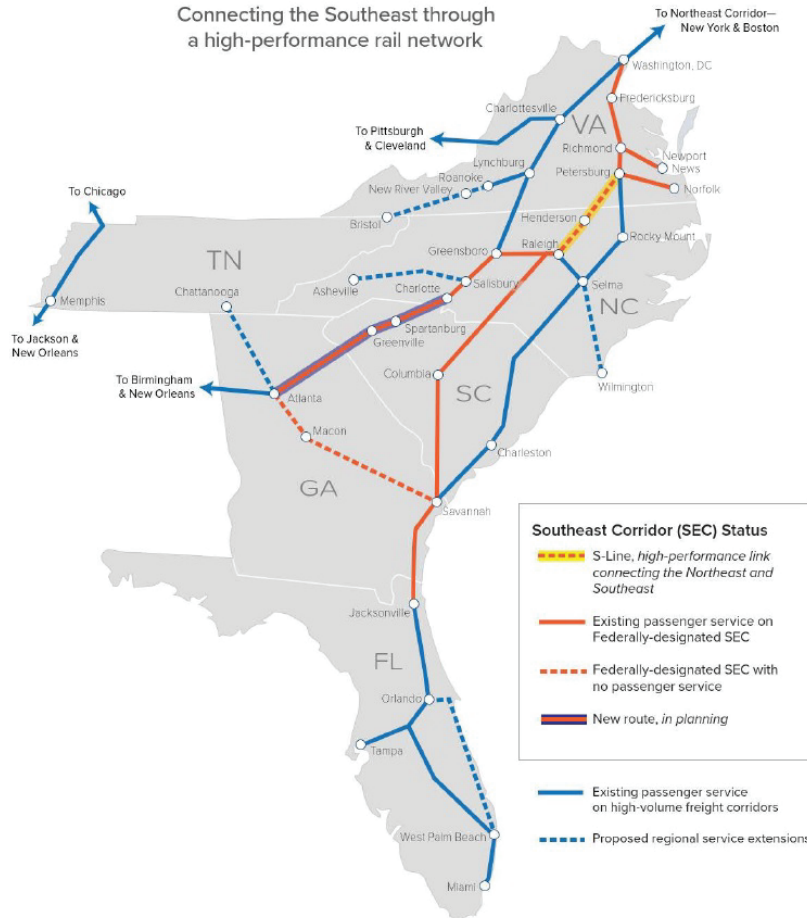 Connecting the Southeast through
a high-performance rail network
To Northeast Corridor—
New York & Boston
Washington, DC
Fredericksburg
Charlottesville
VA
To Pittsburgh
& Cleveland
Richmond
Newport
News
Lynchburg
Petersburg
Roanoke
New River Valley
Norfolk
To Chicago
Bristol
Henderson
Raleigh
Rocky Mount
Greensboro
TN
Salisbury
Asheville
Chattanooga
Charlotte
Selma
NC
Memphis
Spartanburg
Greenville
To Jackson &
New Orleans
Columbia
SC
Wilmington
To Birmingham
& New Orleans
Atlanta
Macon
Charleston
GA
Savannah
Southeast Corridor (SEC) Status
S-Line, high-performance link
connecting the Northeast and
Southeast
Existing passenger service on
Federally-designated SEC
Federally-designated SEC with
no passenger service
New route, in planning
Jacksonville
FL
Orlando
Tampa
Existing passenger service
on high-volume freight corridors
West Palm Beach
Proposed regional service extensions
Miami